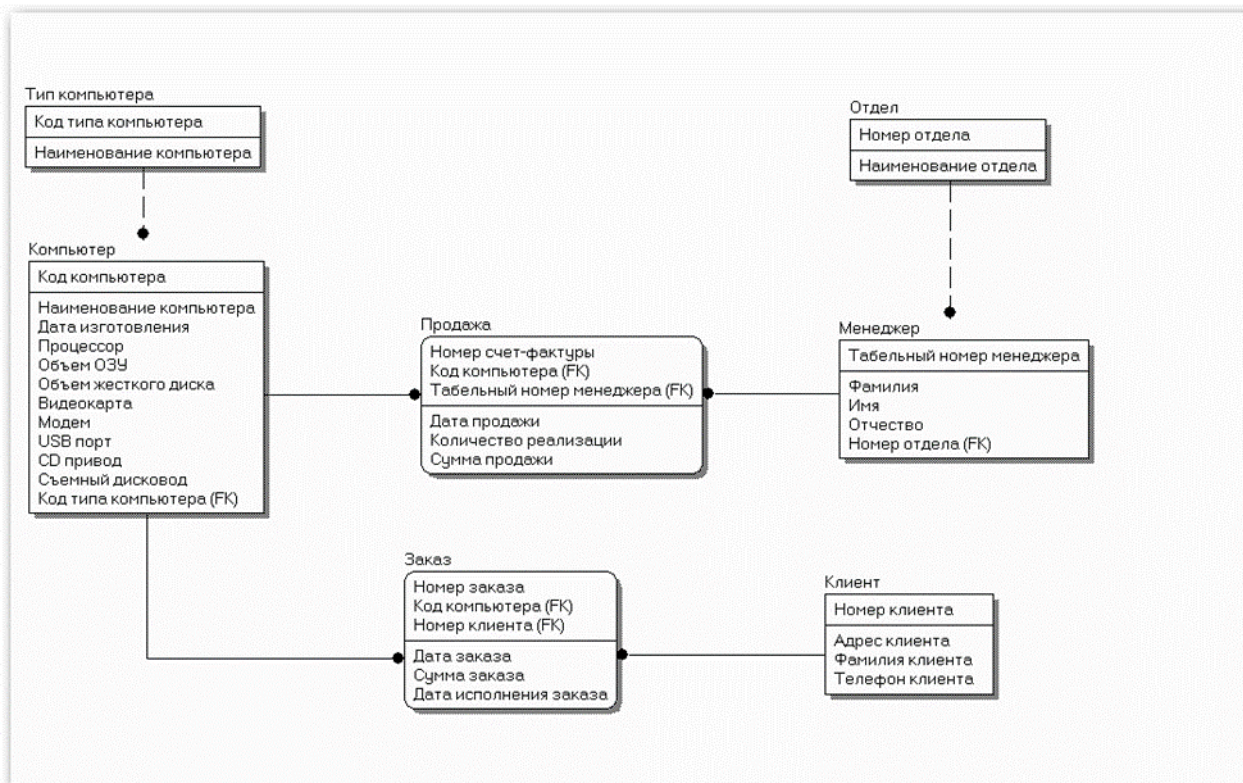 Тип компьютера
Код типа компьютера
Наименование компьютера
Отдел
Номер отдела
Наименование отдела
Компьютер
Код компьютера
Наименование компьютера
Дата изготовления
Процессор
Объем ОЗУ
Объем жесткого диска
Видеокарта
Модем
USB порт
CD привод
Съемный дисковод
Код типа компьютера (FK)
Продажа
Номер счет-фактуры
Код компьютера (FK)
Табельный номер менеджера (FK)
Дата продажи
Количество реализации
Сумма продажи
Менеджер
Табельный номер менеджера
Фамилия
Имя
Отчество
Номер отдела (FK)
Заказ
Номер заказа
Код компьютера (FK)
Номер клиента (FK)
Дата заказа
Сумма заказа
Дата исполнения заказа
Клиент
Номер клиента
Адрес клиента
Фамилия клиента
Телефон клиента